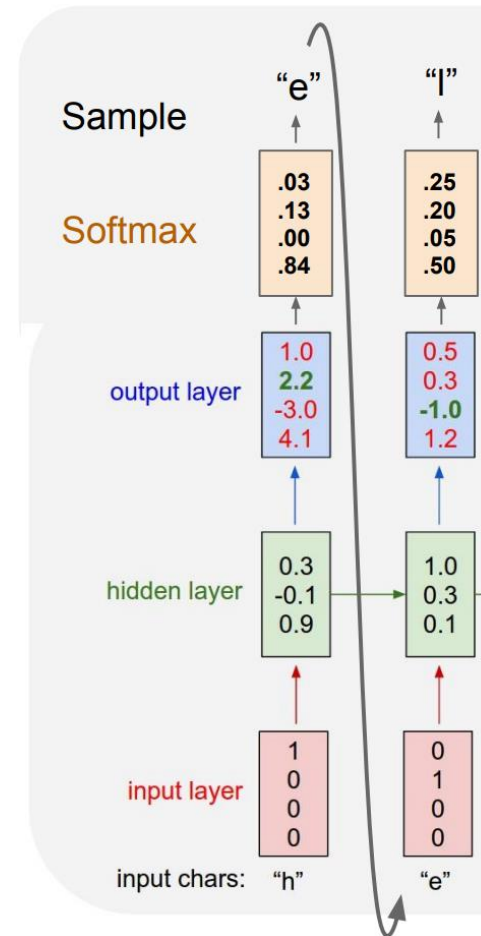 “e” “l”
Sample
.03 .25
.13 .20
.00 .05
.84 .50
Softmax
1.0 0.5
2.2 0.3
-3.0 -1.0
4.1 1.2
output layer
0.3 1.0
-0.1 0.3
0.9 0.1
hidden layer
1 0
0 1
0 0
0 0
input layer
input chars: “h” “e”